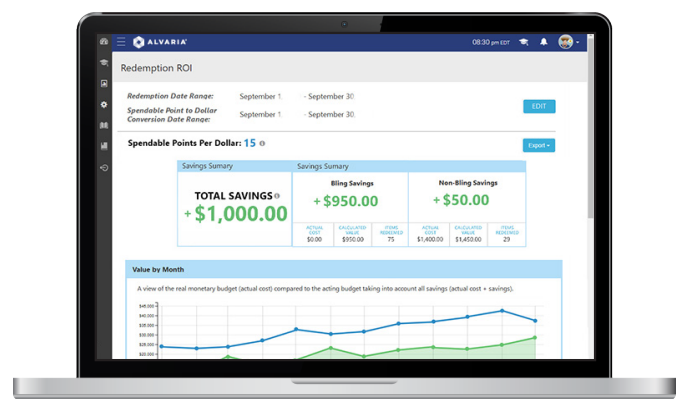 ALVARIA
08:30 pm EDT
Redemption ROI
Redemption Date Range: September 1 - September 30
Spendable Point to Dollar
Conversion Date Range: September 1 - September 30
EDIT
Spendable Points Per Dollar: 15
Export
Savings Sumary Savings Sumary
TOTAL SAVINGS
+ $1,000.00
Bling Savings
+ $950.00
Non-Bling Savings
+ $50.00
ACTUAL COST CALCULATED VALUE ITEMS REDEEMED
$0.00 $950.00 75
ACTUAL COST CALCULATED VALUE ITEMS REDEEMED
$1,400.00 $1,450.00 29
Value by Month
A view of the real monetary budget (actual cost) compared to the acting budget taking into account all savings (actual cost + savings).
$45,000
$40,000
$35,000
$30,000
$25,000
$20,000